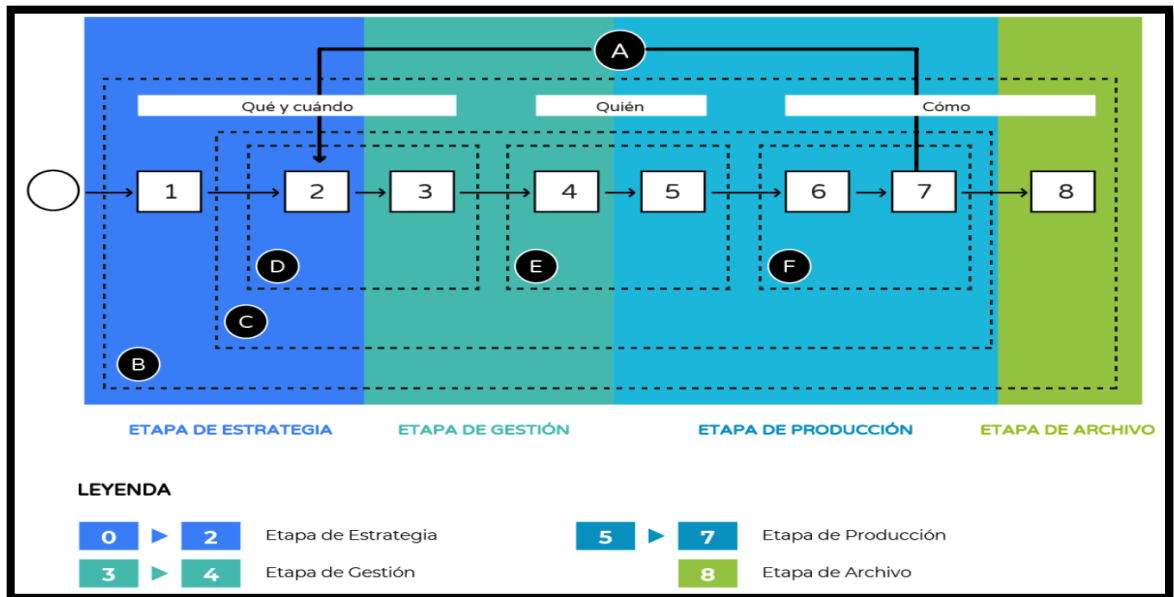 A
Qué y cuándo
Quién
Cómo
1
2
3
4
5
6
7
8
D
E
F
C
B
ETAPA DE ESTRATEGIA
ETAPA DE GESTIÓN
ETAPA DE PRODUCCIÓN
ETAPA DE ARCHIVO
LEYENDA
0 2 Etapa de Estrategia
5 7 Etapa de Producción
3 4 Etapa de Gestión
8 Etapa de Archivo